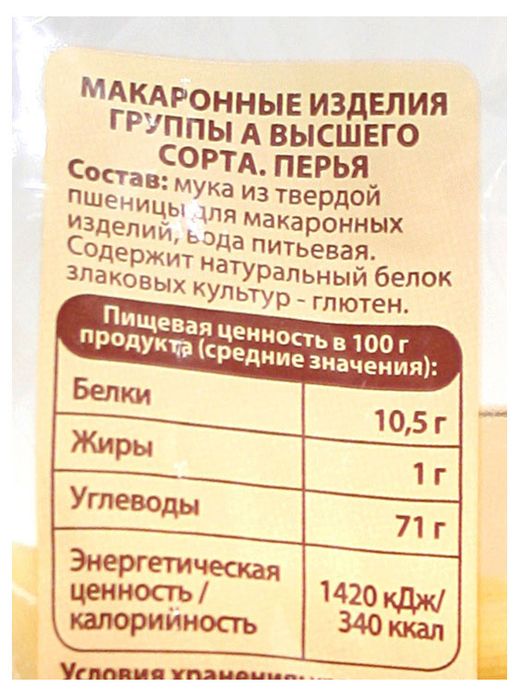 МАКАРОННЫЕ ИЗДЕЛИЯ
ГРУППЫ А ВЫСШЕГО
СОРТА. ПЕРЬЯ
Состав: мука из твердой
пшеницы для макаронных
изделий, вода питьевая.
Содержит натуральный белок
злаковых культур - глютен.
Пищевая ценность в 100 г
продукта (средние значения):
Белки 10,5 г
Жиры 1 г
Углеводы 71 г
Энергетическая
ценность /
калорийность
1420 кДж/
340 ккал
Условия хранения: